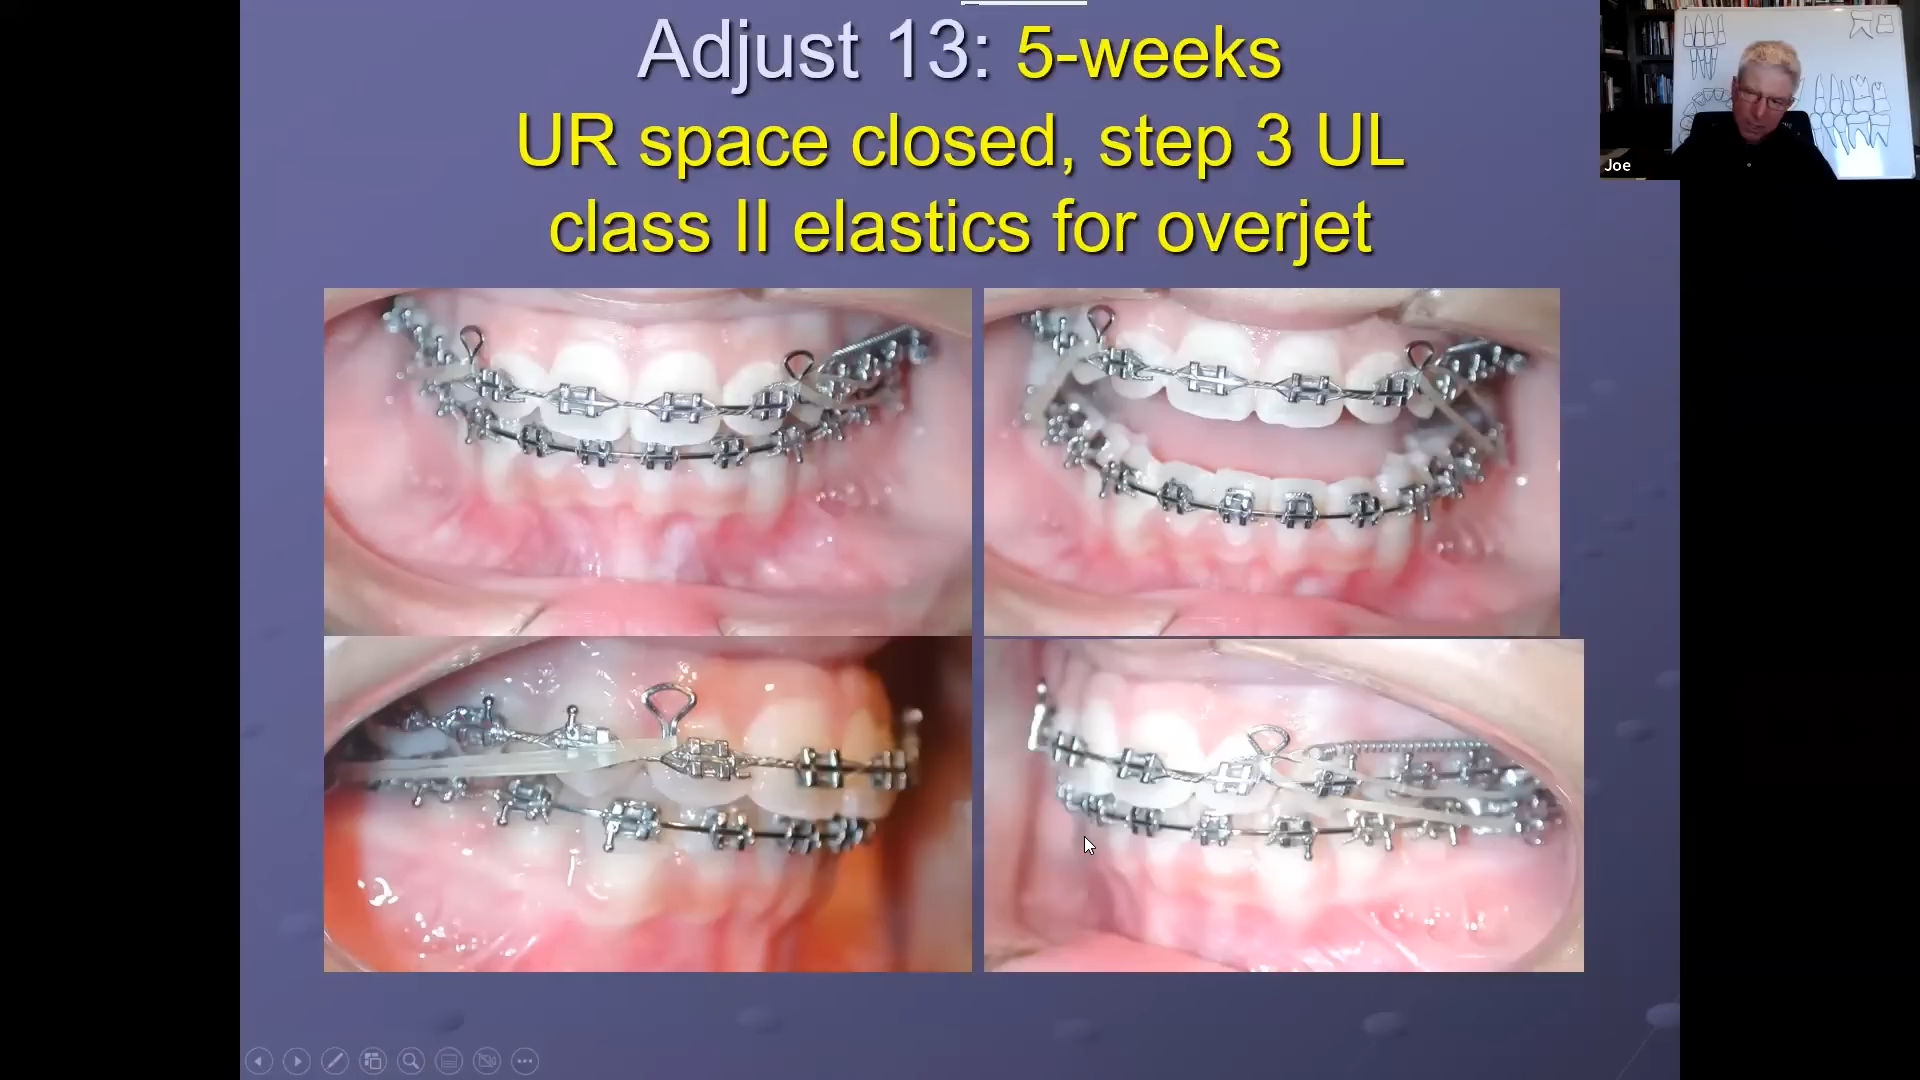 Adjust 13: 5-weeks
UR space closed, step 3 UL
class II elastics for overjet
Joe